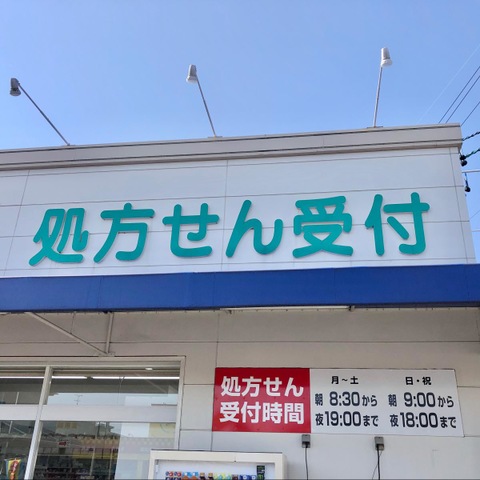 処方せん受付
処方せん
受付時間
月～土
朝 8:30から
夜19:00まで
日・祝
朝 9:00から
夜18:00まで